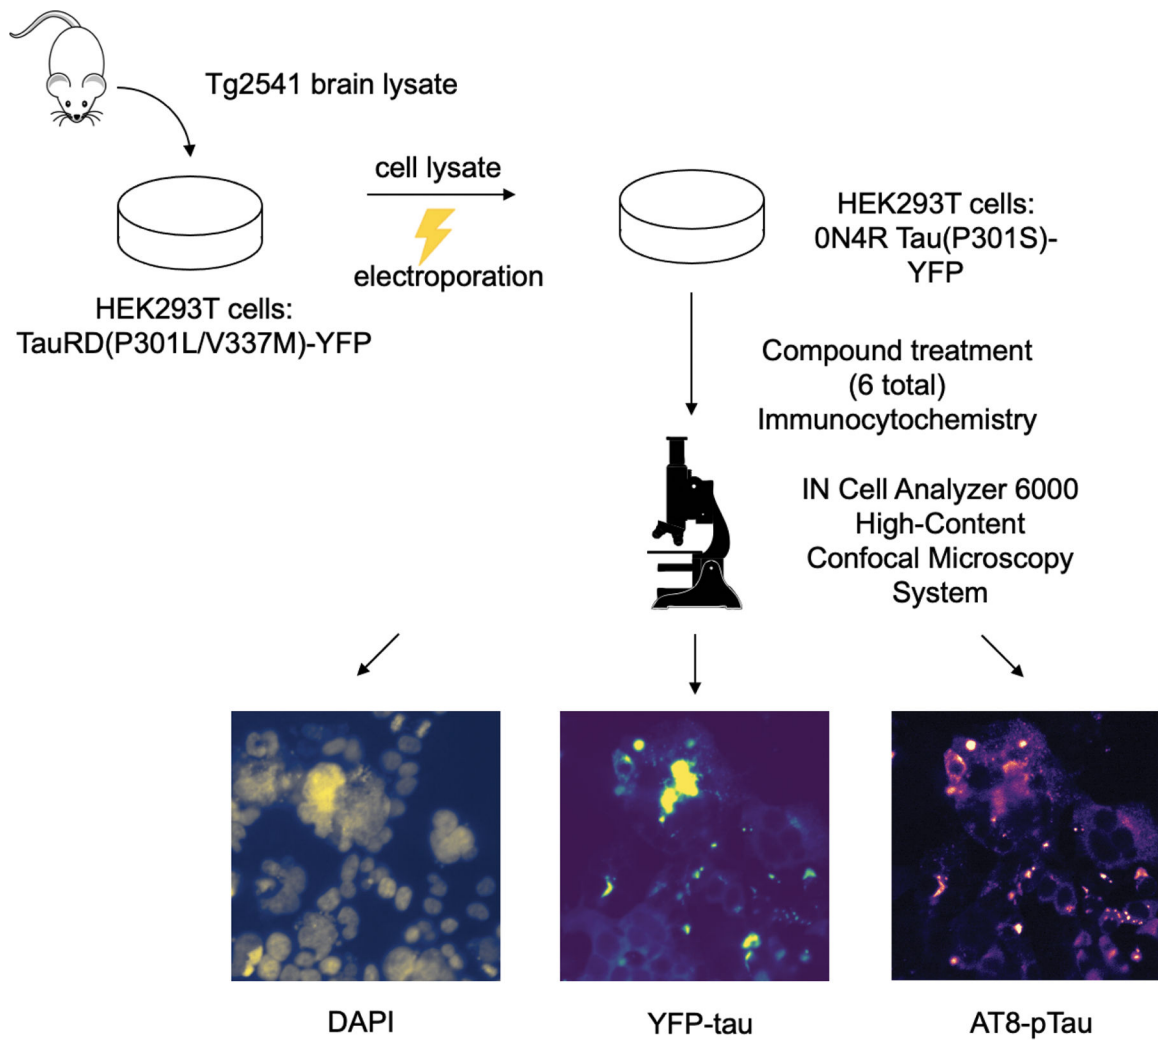 Tg2541 brain lysate
cell lysate
electroporation
HEK293T cells:
TauRD(P301L/V337M)-YFP
HEK293T cells:
0N4R Tau(P301S)-
YFP
Compound treatment
(6 total)
Immunocytochemistry
IN Cell Analyzer 6000
High-Content
Confocal Microscopy
System
DAPI
YFP-tau
AT8-pTau